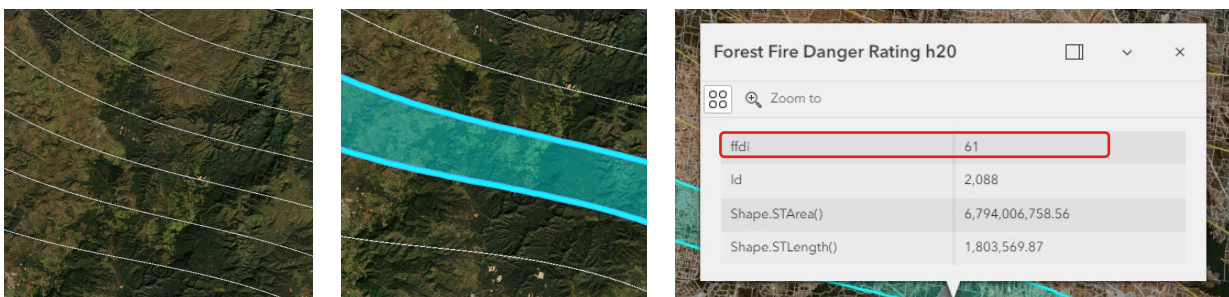 Forest Fire Danger Rating h20
Zoom to
ffdi 61
Id 2,088
Shape.STArea() 6,794,006,758.56
Shape.STLength() 1,803,569.87